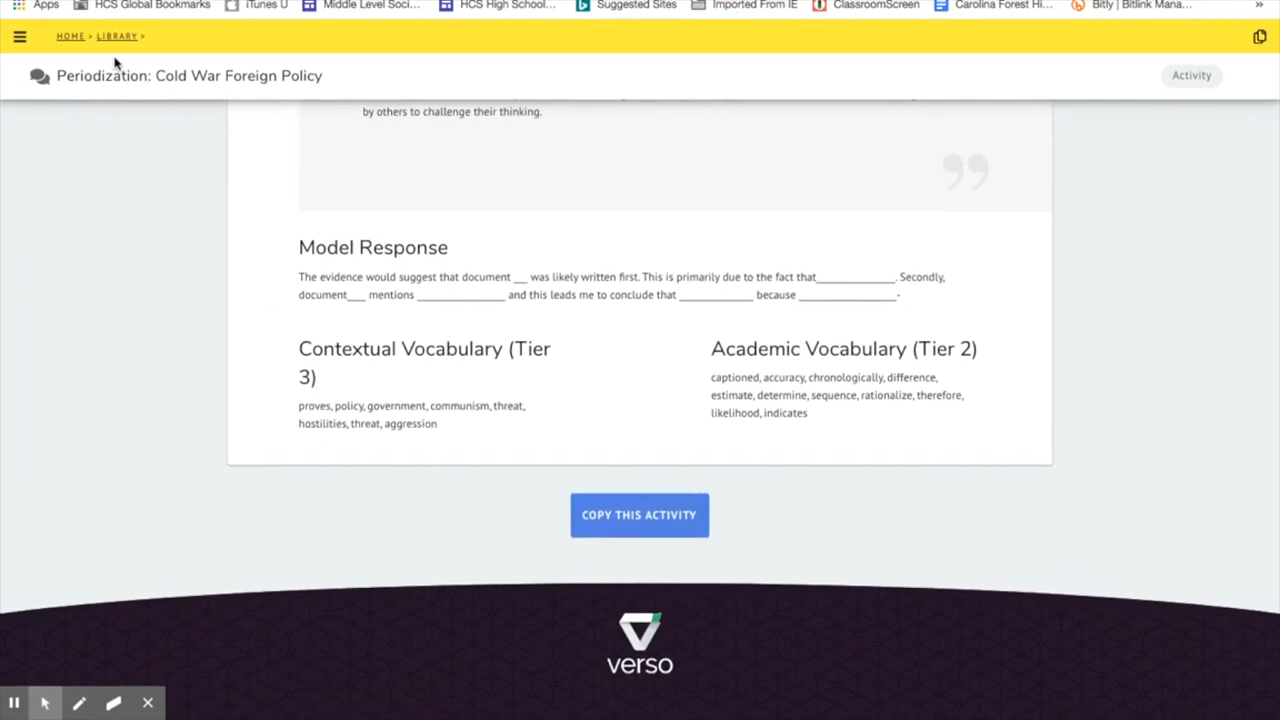 Apps HCS Global Bookmarks iTunes U Middle Level Soci... HCS High School... Suggested Sites Imported From IE ClassroomScreen Carolina Forest Hi... Bitly | Bitlink Mana... »
HOME > LIBRARY >
Periodization: Cold War Foreign Policy
Activity
by others to challenge their thinking.
Model Response
The evidence would suggest that document ___ was likely written first. This is primarily due to the fact that______________. Secondly,
document____ mentions ________________ and this leads me to conclude that _____________ because _________________.
Contextual Vocabulary (Tier
3)
proves, policy, government, communism, threat,
hostilities, threat, aggression
Academic Vocabulary (Tier 2)
captioned, accuracy, chronologically, difference,
estimate, determine, sequence, rationalize, therefore,
likelihood, indicates
COPY THIS ACTIVITY
verso